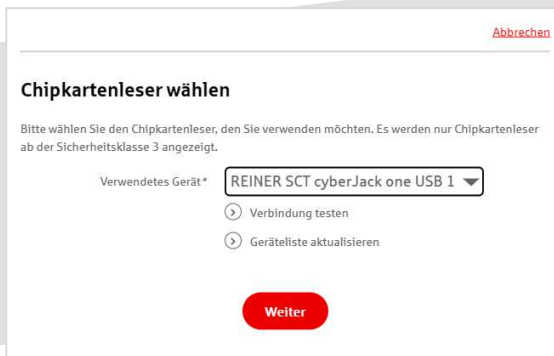 Abbrechen
Chipkartenleser wählen
Bitte wählen Sie den Chipkartenleser, den Sie verwenden möchten. Es werden nur Chipkartenleser
ab der Sicherheitsklasse 3 angezeigt.
Verwendetes Gerät* REINER SCT cyberJack one USB 1
Verbindung testen
Geräteliste aktualisieren
Weiter